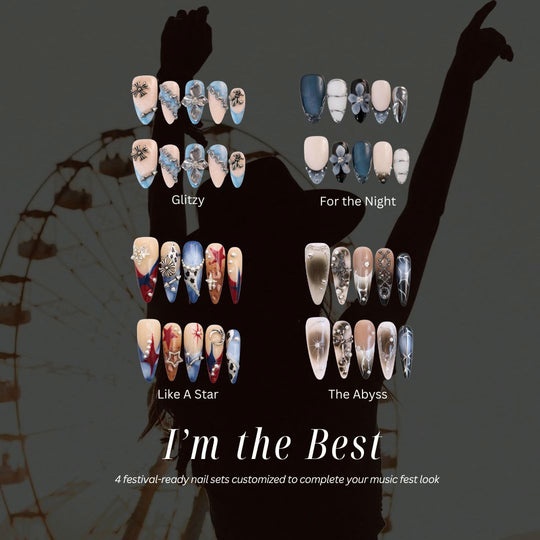 Glitzy
For the Night
Like A Star
The Abyss
I'm the Best
4 festival-ready nail sets customized to complete your music fest look